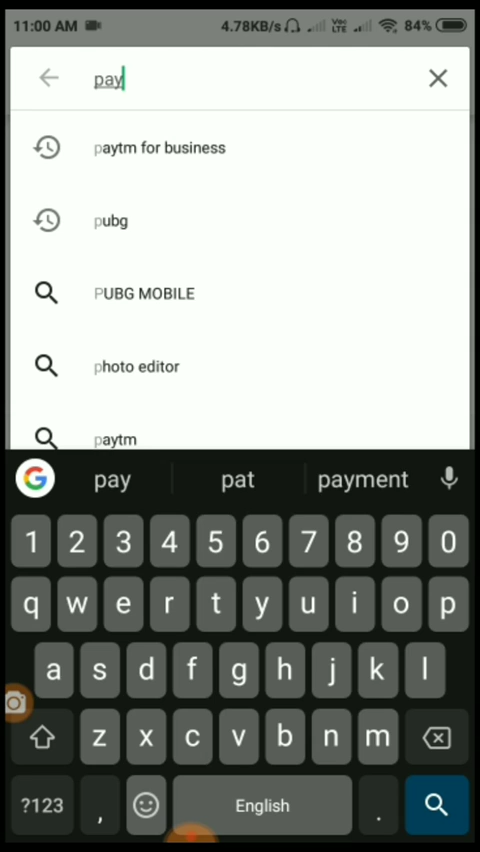 11:00 AM 4.78KB/s VoLTE 84%
pay
paytm for business
pubg
PUBG MOBILE
photo editor
paytm
G pay pat payment
1 2 3 4 5 6 7 8 9 0
q w e r t y u i o p
a s d f g h j k l
z x c v b n m
?123 , English .